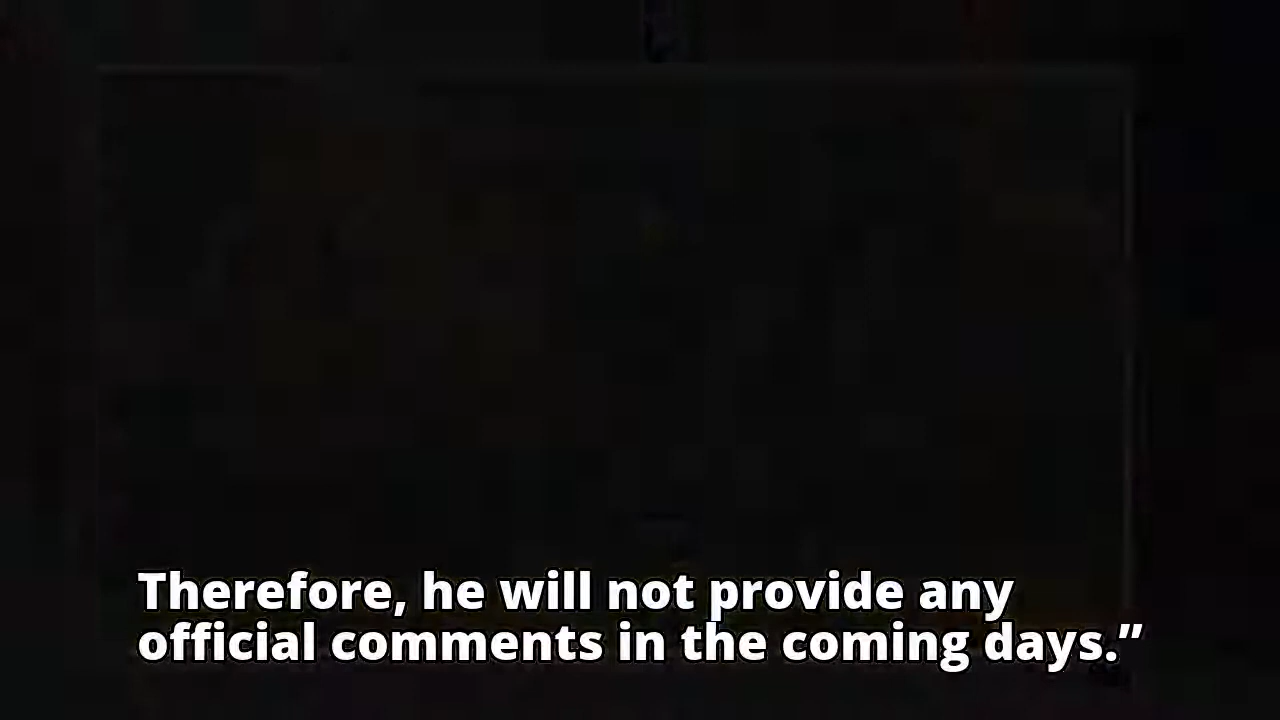 Therefore, he will not provide any
official comments in the coming days.”